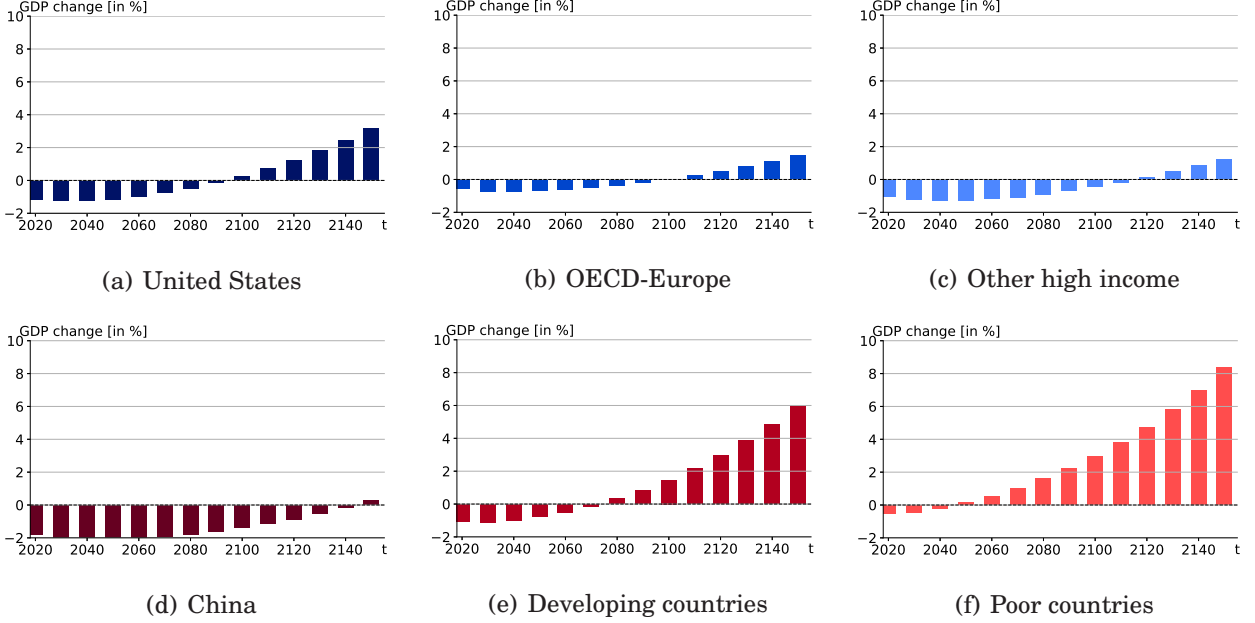 GDP change [in %] GDP change [in %] GDP change [in %]
10 10 10
8 8 8
6 6 6
4 4 4
2 2 2
0 0 0
−2 −2 −2
2020 2040 2060 2080 2100 2120 2140 t 2020 2040 2060 2080 2100 2120 2140 t 2020 2040 2060 2080 2100 2120 2140 t
(a) United States (b) OECD-Europe (c) Other high income
GDP change [in %] GDP change [in %] GDP change [in %]
10 10 10
8 8 8
6 6 6
4 4 4
2 2 2
0 0 0
−2 −2 −2
2020 2040 2060 2080 2100 2120 2140 t 2020 2040 2060 2080 2100 2120 2140 t 2020 2040 2060 2080 2100 2120 2140 t
(d) China (e) Developing countries (f) Poor countries